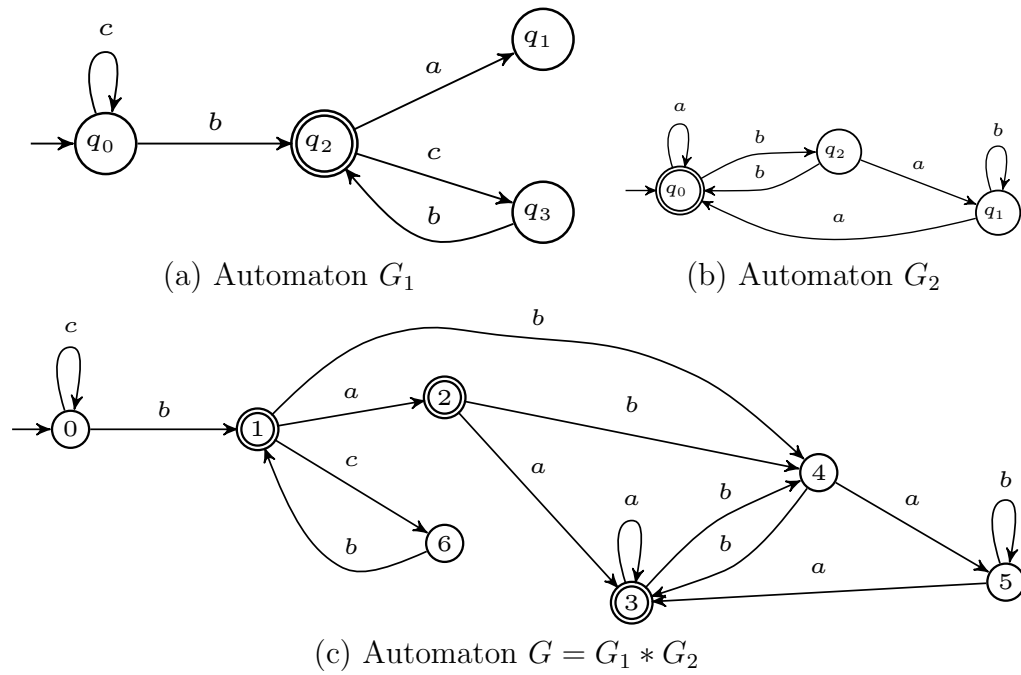 c
q₀
b
q₂
a
q₁
c
b
q₃
(a) Automaton G₁
a
q₀
b
b
q₂
a
a
b
q₁
(b) Automaton G₂
c
0
b
1
b
a
2
c
b
6
b
a
a
3
b
b
4
a
a
b
5
(c) Automaton G = G₁ * G₂